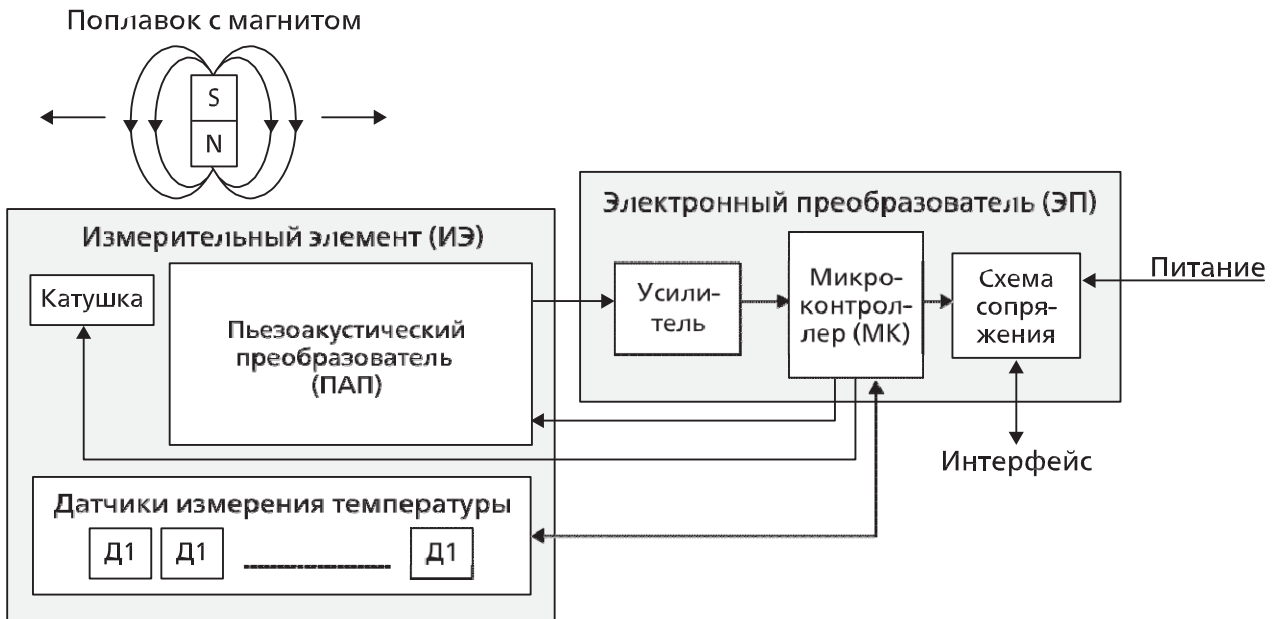 Поплавок с магнитом
S
N
Электронный преобразователь (ЭП)
Измерительный элемент (ИЭ)
Катушка
Пьезоакустический
преобразователь
(ПАП)
Усили-
тель
Микро-
контрол-
лер (МК)
Схема
сопря-
жения
Питание
Интерфейс
Датчики измерения температуры
Д1
Д1
Д1